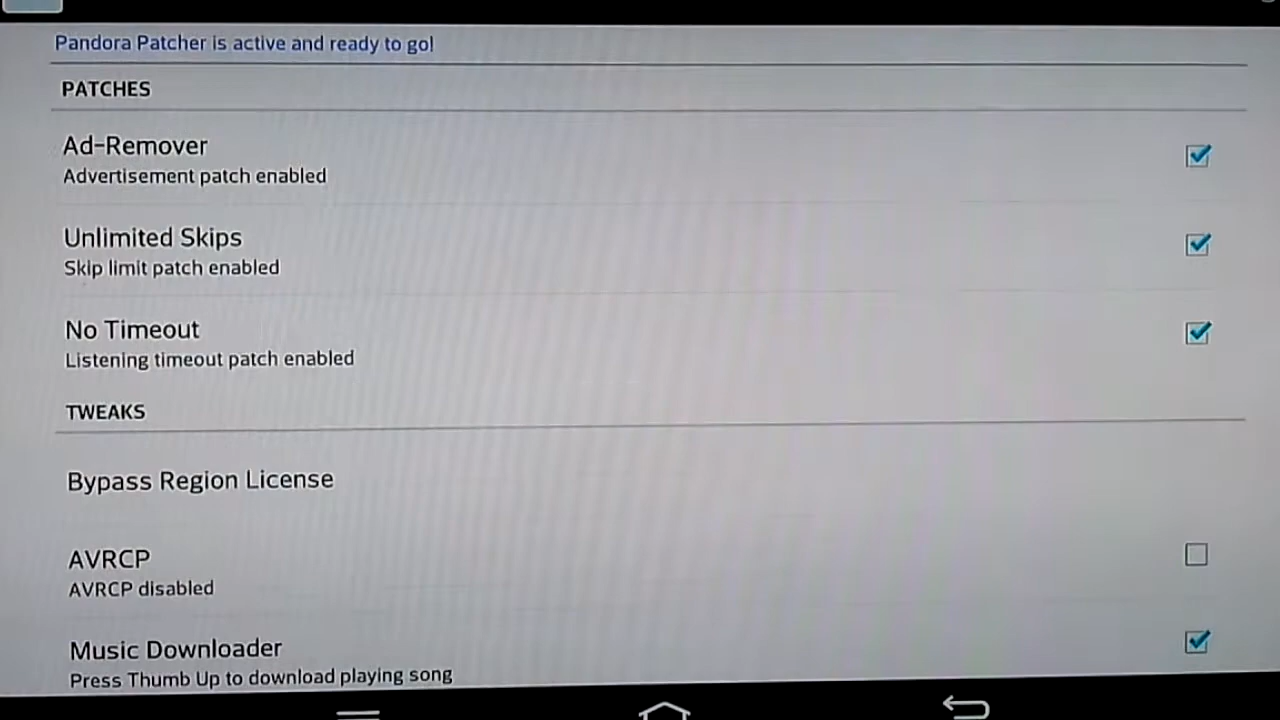 Pandora Patcher is active and ready to go!
PATCHES
Ad-Remover
Advertisement patch enabled
Unlimited Skips
Skip limit patch enabled
No Timeout
Listening timeout patch enabled
TWEAKS
Bypass Region License
AVRCP
AVRCP disabled
Music Downloader
Press Thumb Up to download playing song